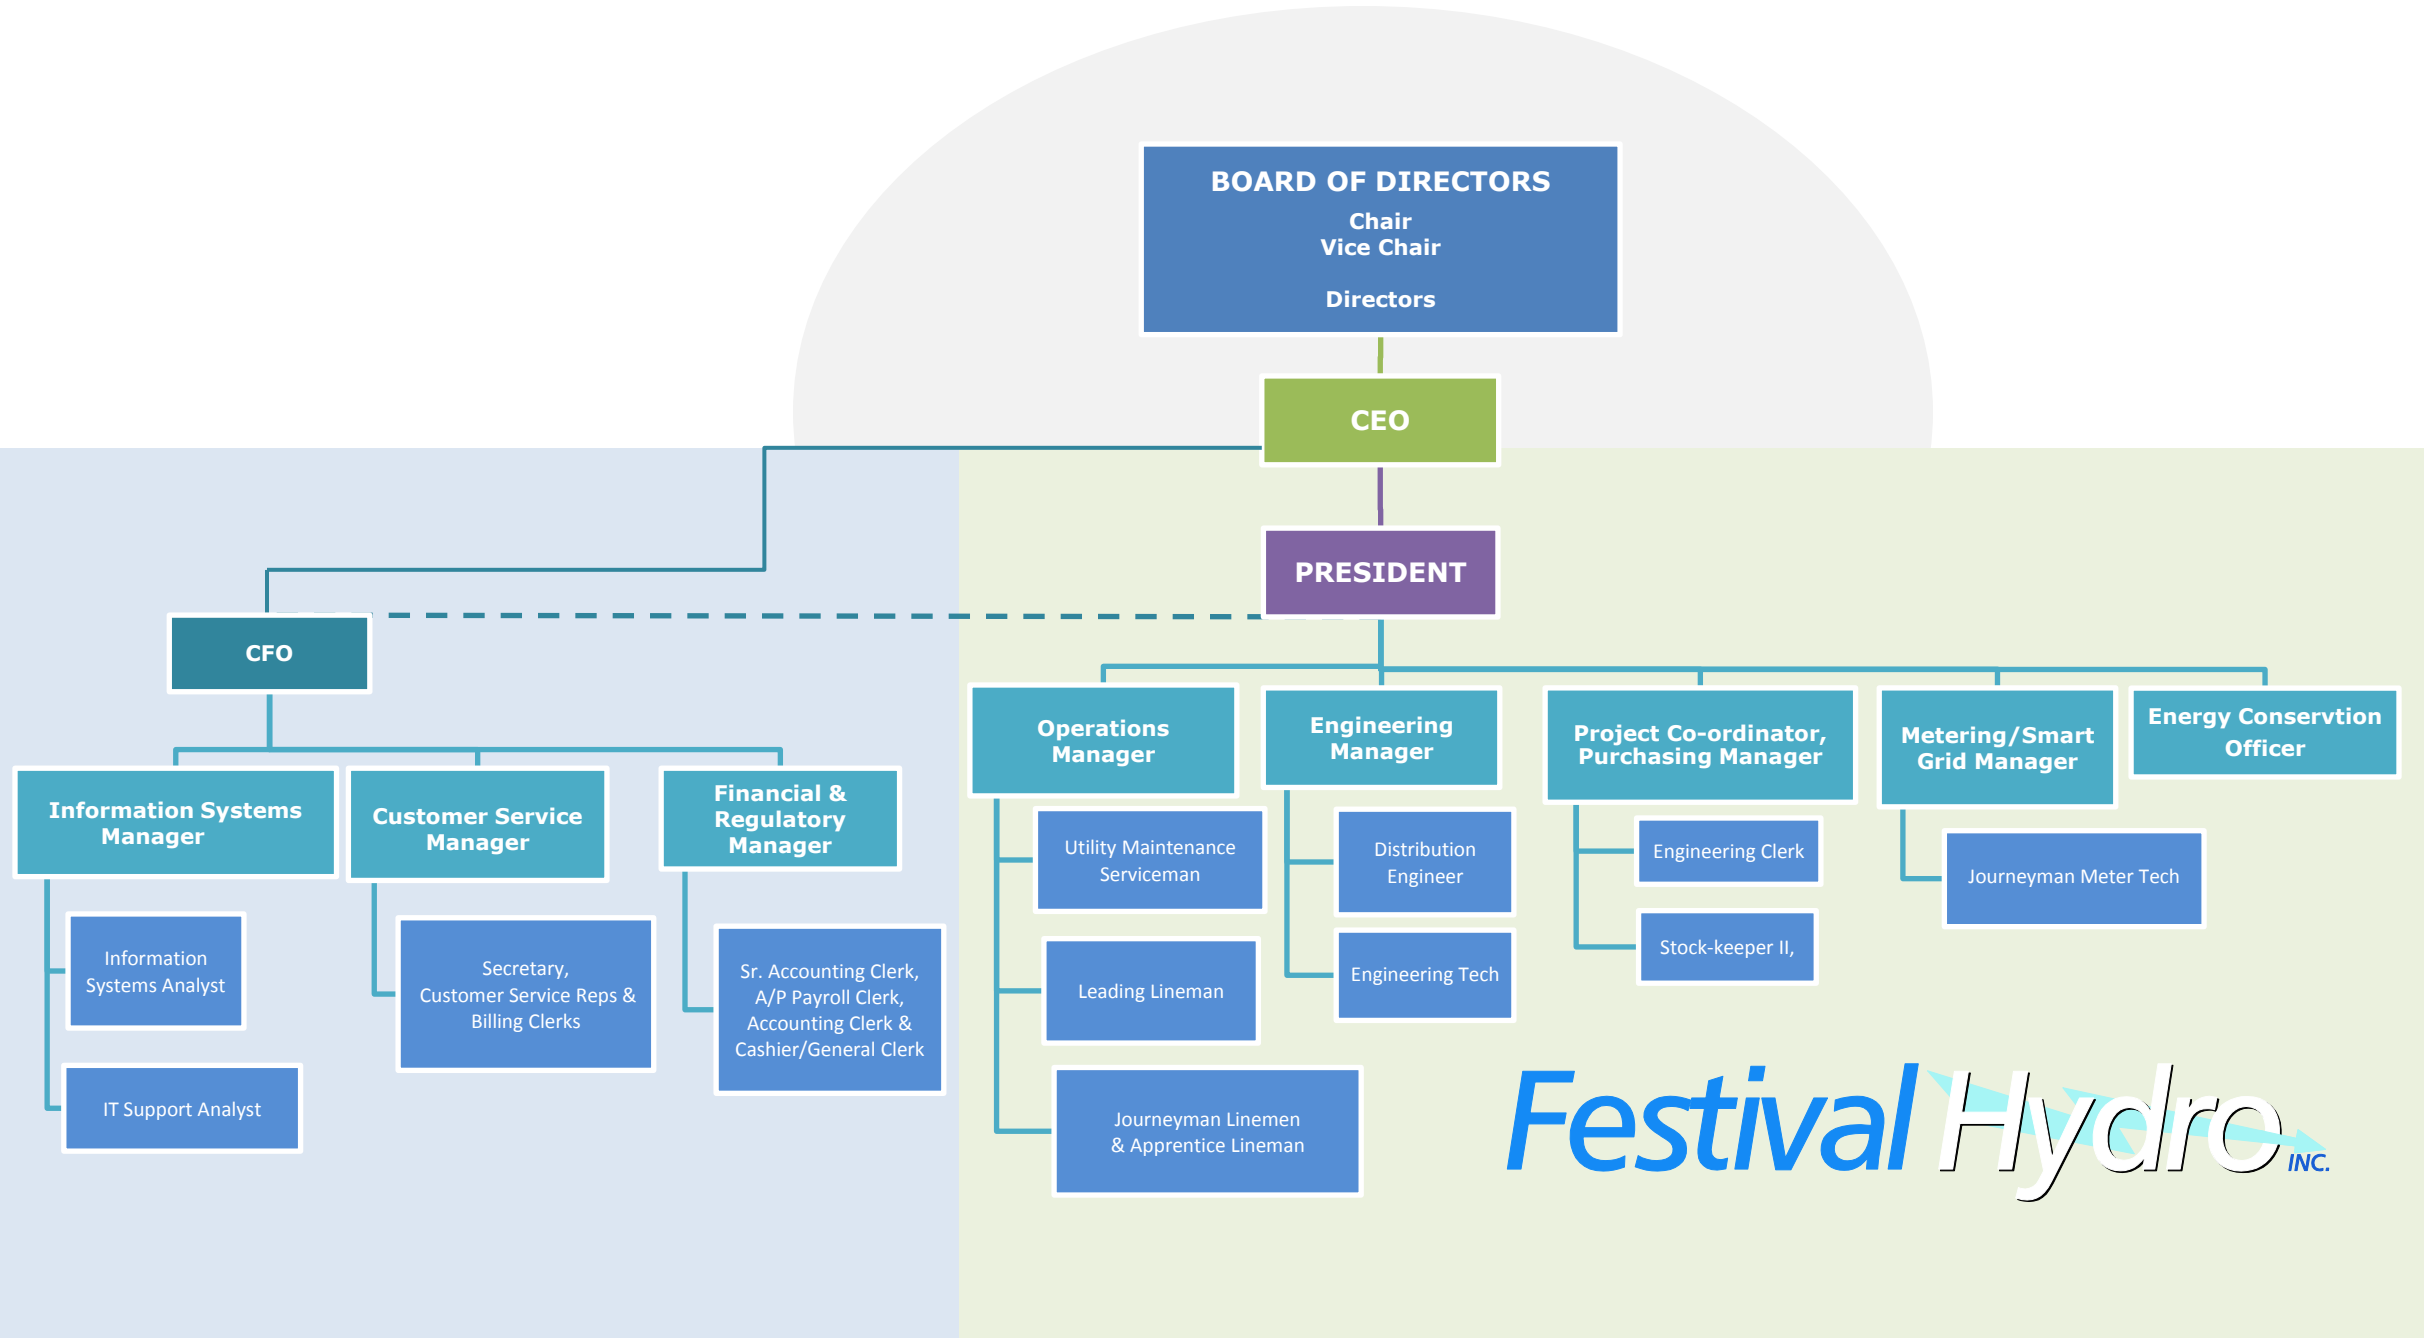 BOARD OF DIRECTORS
Chair
Vice Chair
Directors
CEO
PRESIDENT
CFO
Information Systems
Manager
Customer Service
Manager
Financial &
Regulatory
Manager
Information
Systems Analyst
IT Support Analyst
Secretary,
Customer Service Reps &
Billing Clerks
Sr. Accounting Clerk,
A/P Payroll Clerk,
Accounting Clerk &
Cashier/General Clerk
Operations
Manager
Engineering
Manager
Project Co-ordinator,
Purchasing Manager
Metering/Smart
Grid Manager
Energy Conservtion
Officer
Utility Maintenance
Serviceman
Leading Lineman
Journeyman Linemen
& Apprentice Lineman
Distribution
Engineer
Engineering Tech
Engineering Clerk
Stock-keeper II,
Journeyman Meter Tech
Festival Hydro INC.